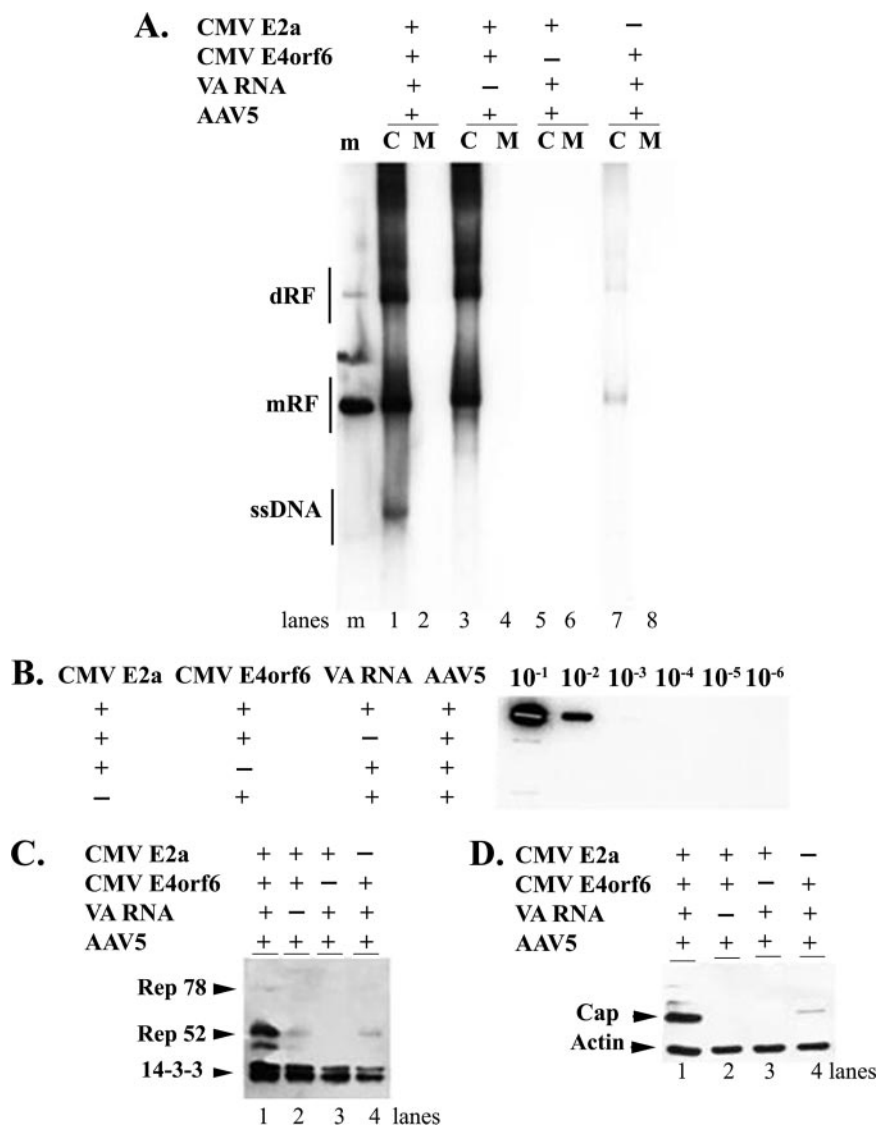 A. CMV E2a + + + –
CMV E4orf6 + + – +
VA RNA + – + +
AAV5 + + + +
m C M C M C M C M
dRF
mRF
ssDNA
lanes m 1 2 3 4 5 6 7 8
B. CMV E2a CMV E4orf6 VA RNA AAV5 10⁻¹ 10⁻² 10⁻³ 10⁻⁴ 10⁻⁵ 10⁻⁶
+ + + +
+ + – +
+ – + +
– + + +
C. CMV E2a + + + –
CMV E4orf6 + + – +
VA RNA + – + +
AAV5 + + + +
Rep 78
Rep 52
14-3-3
1 2 3 4 lanes
D. CMV E2a + + + –
CMV E4orf6 + + – +
VA RNA + – + +
AAV5 + + + +
Cap
Actin
1 2 3 4 lanes